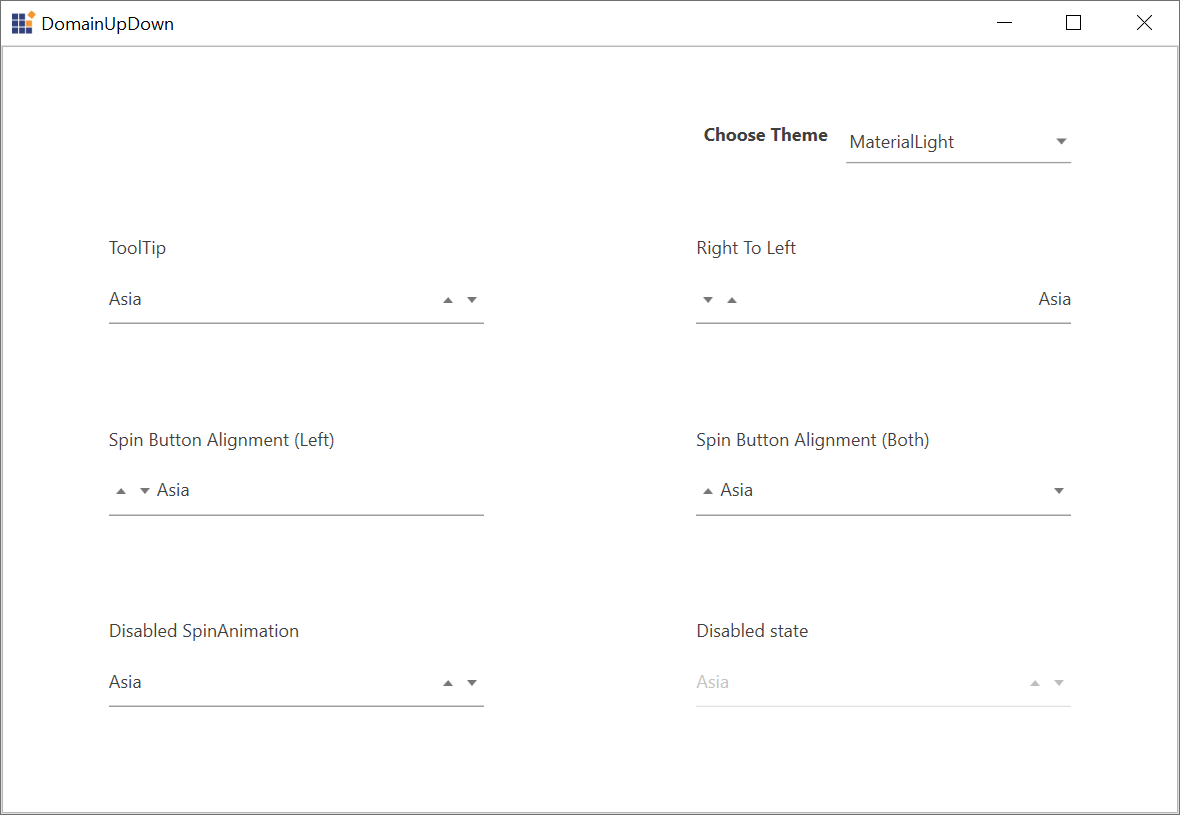 DomainUpDown
Choose Theme
MaterialLight
ToolTip
Right To Left
Asia
Asia
Spin Button Alignment (Left)
Spin Button Alignment (Both)
Asia
Asia
Disabled SpinAnimation
Disabled state
Asia
Asia